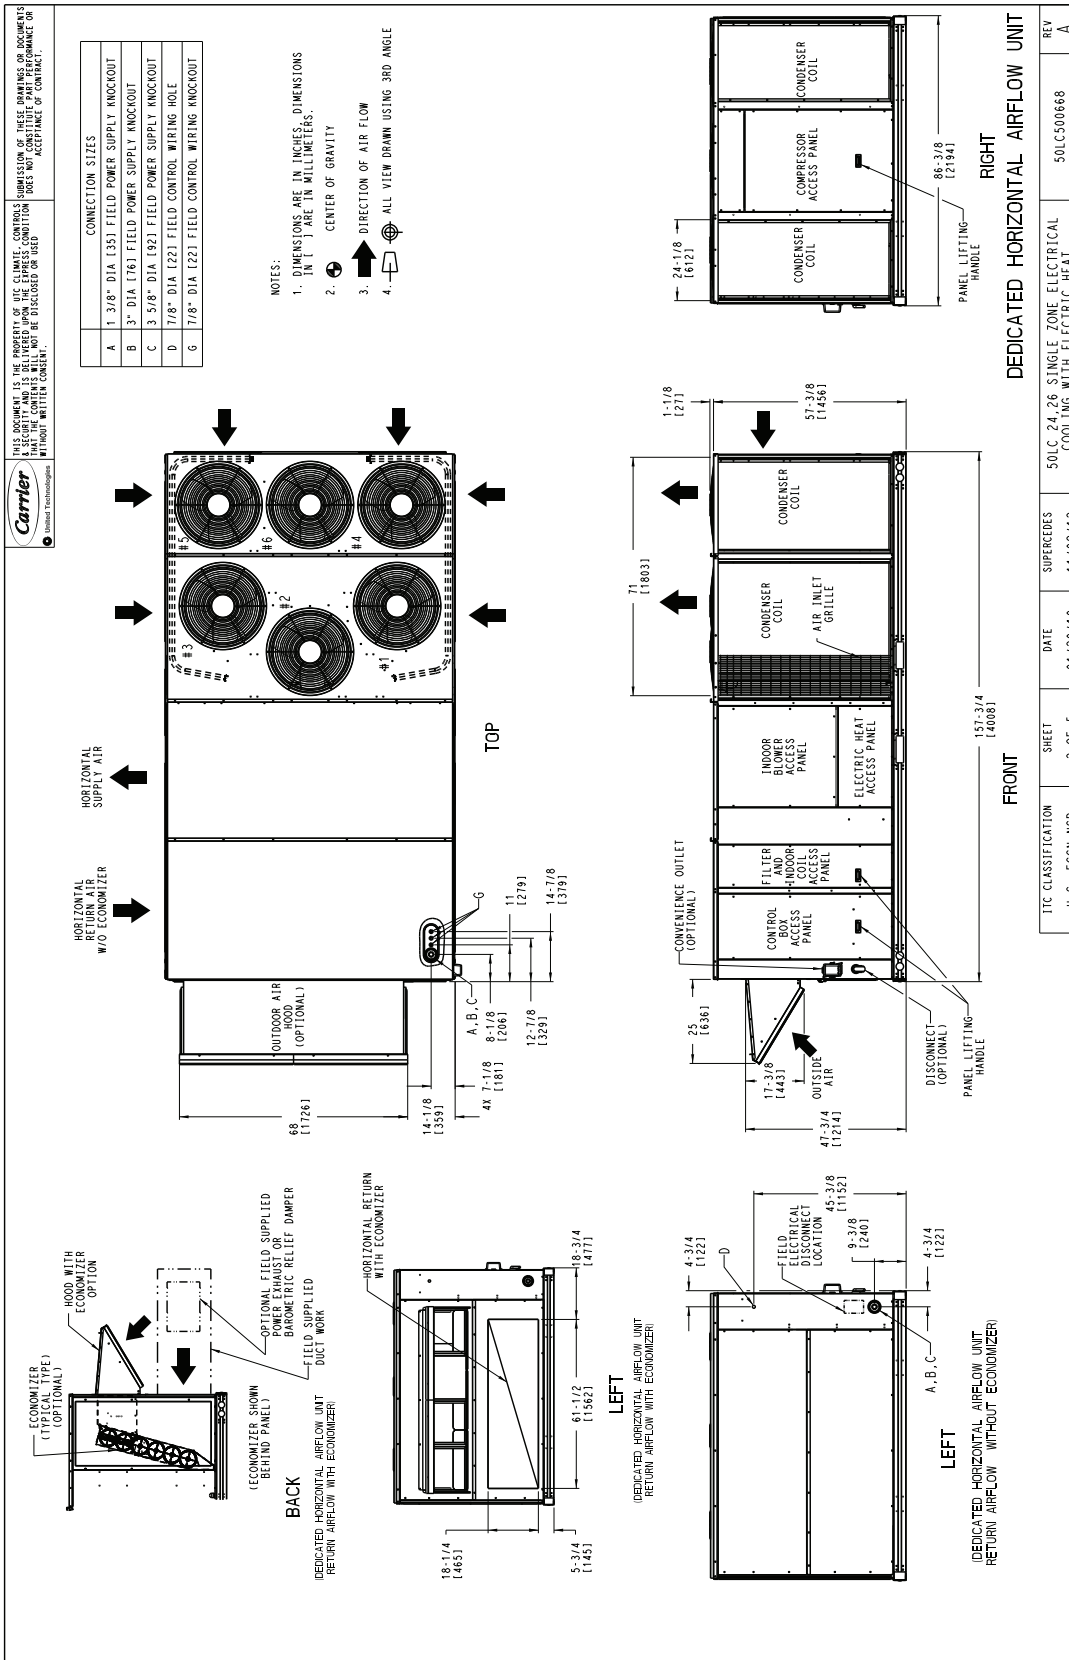 Carrier
United Technologies
THIS DOCUMENT IS THE PROPERTY OF UTC CLIMATE, CONTROLS
& SECURITY AND IS DELIVERED UPON THE EXPRESS CONDITION
THAT THE CONTENTS WILL NOT BE DISCLOSED OR USED
WITHOUT WRITTEN CONSENT.
SUBMISSION OF THESE DRAWINGS OR DOCUMENTS
DOES NOT CONSTITUTE PART PERFORMANCE OR
ACCEPTANCE OF CONTRACT.
CONNECTION SIZES
A 1 3/8" DIA [35] FIELD POWER SUPPLY KNOCKOUT
B 3" DIA [76] FIELD POWER SUPPLY KNOCKOUT
C 3 5/8" DIA [92] FIELD POWER SUPPLY KNOCKOUT
D 7/8" DIA [22] FIELD CONTROL WIRING HOLE
G 7/8" DIA [22] FIELD CONTROL WIRING KNOCKOUT
NOTES:
1. DIMENSIONS ARE IN INCHES, DIMENSIONS
IN [ ] ARE IN MILLIMETERS.
2. CENTER OF GRAVITY
3. DIRECTION OF AIR FLOW
4. ALL VIEW DRAWN USING 3RD ANGLE
ECONOMIZER
(TYPICAL TYPE)
(OPTIONAL)
HOOD WITH
ECONOMIZER
OPTION
OPTIONAL FIELD SUPPLIED
POWER EXHAUST OR
BAROMETRIC RELIEF DAMPER
FIELD SUPPLIED
DUCT WORK
(ECONOMIZER SHOWN
BEHIND PANEL)
BACK
(DEDICATED HORIZONTAL AIRFLOW UNIT
RETURN AIRFLOW WITH ECONOMIZER)
HORIZONTAL
RETURN AIR
W/O ECONOMIZER
HORIZONTAL
SUPPLY AIR
OUTDOOR AIR
HOOD
(OPTIONAL)
68
[1726]
14-1/8
[359]
4X 7-1/8
[181]
A,B,C
8-1/8
[206]
12-7/8
[329]
G
11
[279]
14-7/8
[379]
#1
#2
#3
#4
#5
#6
TOP
HORIZONTAL RETURN
WITH ECONOMIZER
18-1/4
[465]
5-3/4
[145]
61-1/2
[1562]
18-3/4
[477]
LEFT
(DEDICATED HORIZONTAL AIRFLOW UNIT
RETURN AIRFLOW WITH ECONOMIZER)
CONVENIENCE OUTLET
(OPTIONAL)
25
[636]
17-3/8
[443]
OUTSIDE
AIR
47-3/4
[1214]
DISCONNECT
(OPTIONAL)
PANEL LIFTING
HANDLE
CONTROL
BOX
ACCESS
PANEL
FILTER
AND
INDOOR
COIL
ACCESS
PANEL
INDOOR
BLOWER
ACCESS
PANEL
ELECTRIC HEAT
ACCESS PANEL
CONDENSER
COIL
AIR INLET
GRILLE
CONDENSER
COIL
71
[1803]
1-1/8
[27]
57-3/8
[1456]
157-3/4
[4008]
FRONT
24-1/8
[612]
CONDENSER
COIL
COMPRESSOR
ACCESS PANEL
CONDENSER
COIL
86-3/8
[2194]
PANEL LIFTING
HANDLE
RIGHT
DEDICATED HORIZONTAL AIRFLOW UNIT
4-3/4
[122]
D
FIELD
ELECTRICAL
DISCONNECT
LOCATION
45-3/8
[1152]
9-3/8
[240]
4-3/4
[122]
A,B,C
LEFT
(DEDICATED HORIZONTAL AIRFLOW UNIT
RETURN AIRFLOW WITHOUT ECONOMIZER)
ITC CLASSIFICATION
SHEET
DATE
SUPERCEDES
50LC 24,26 SINGLE ZONE ELECTRICAL
COOLING WITH ELECTRIC HEAT
50LC500668
REV
A